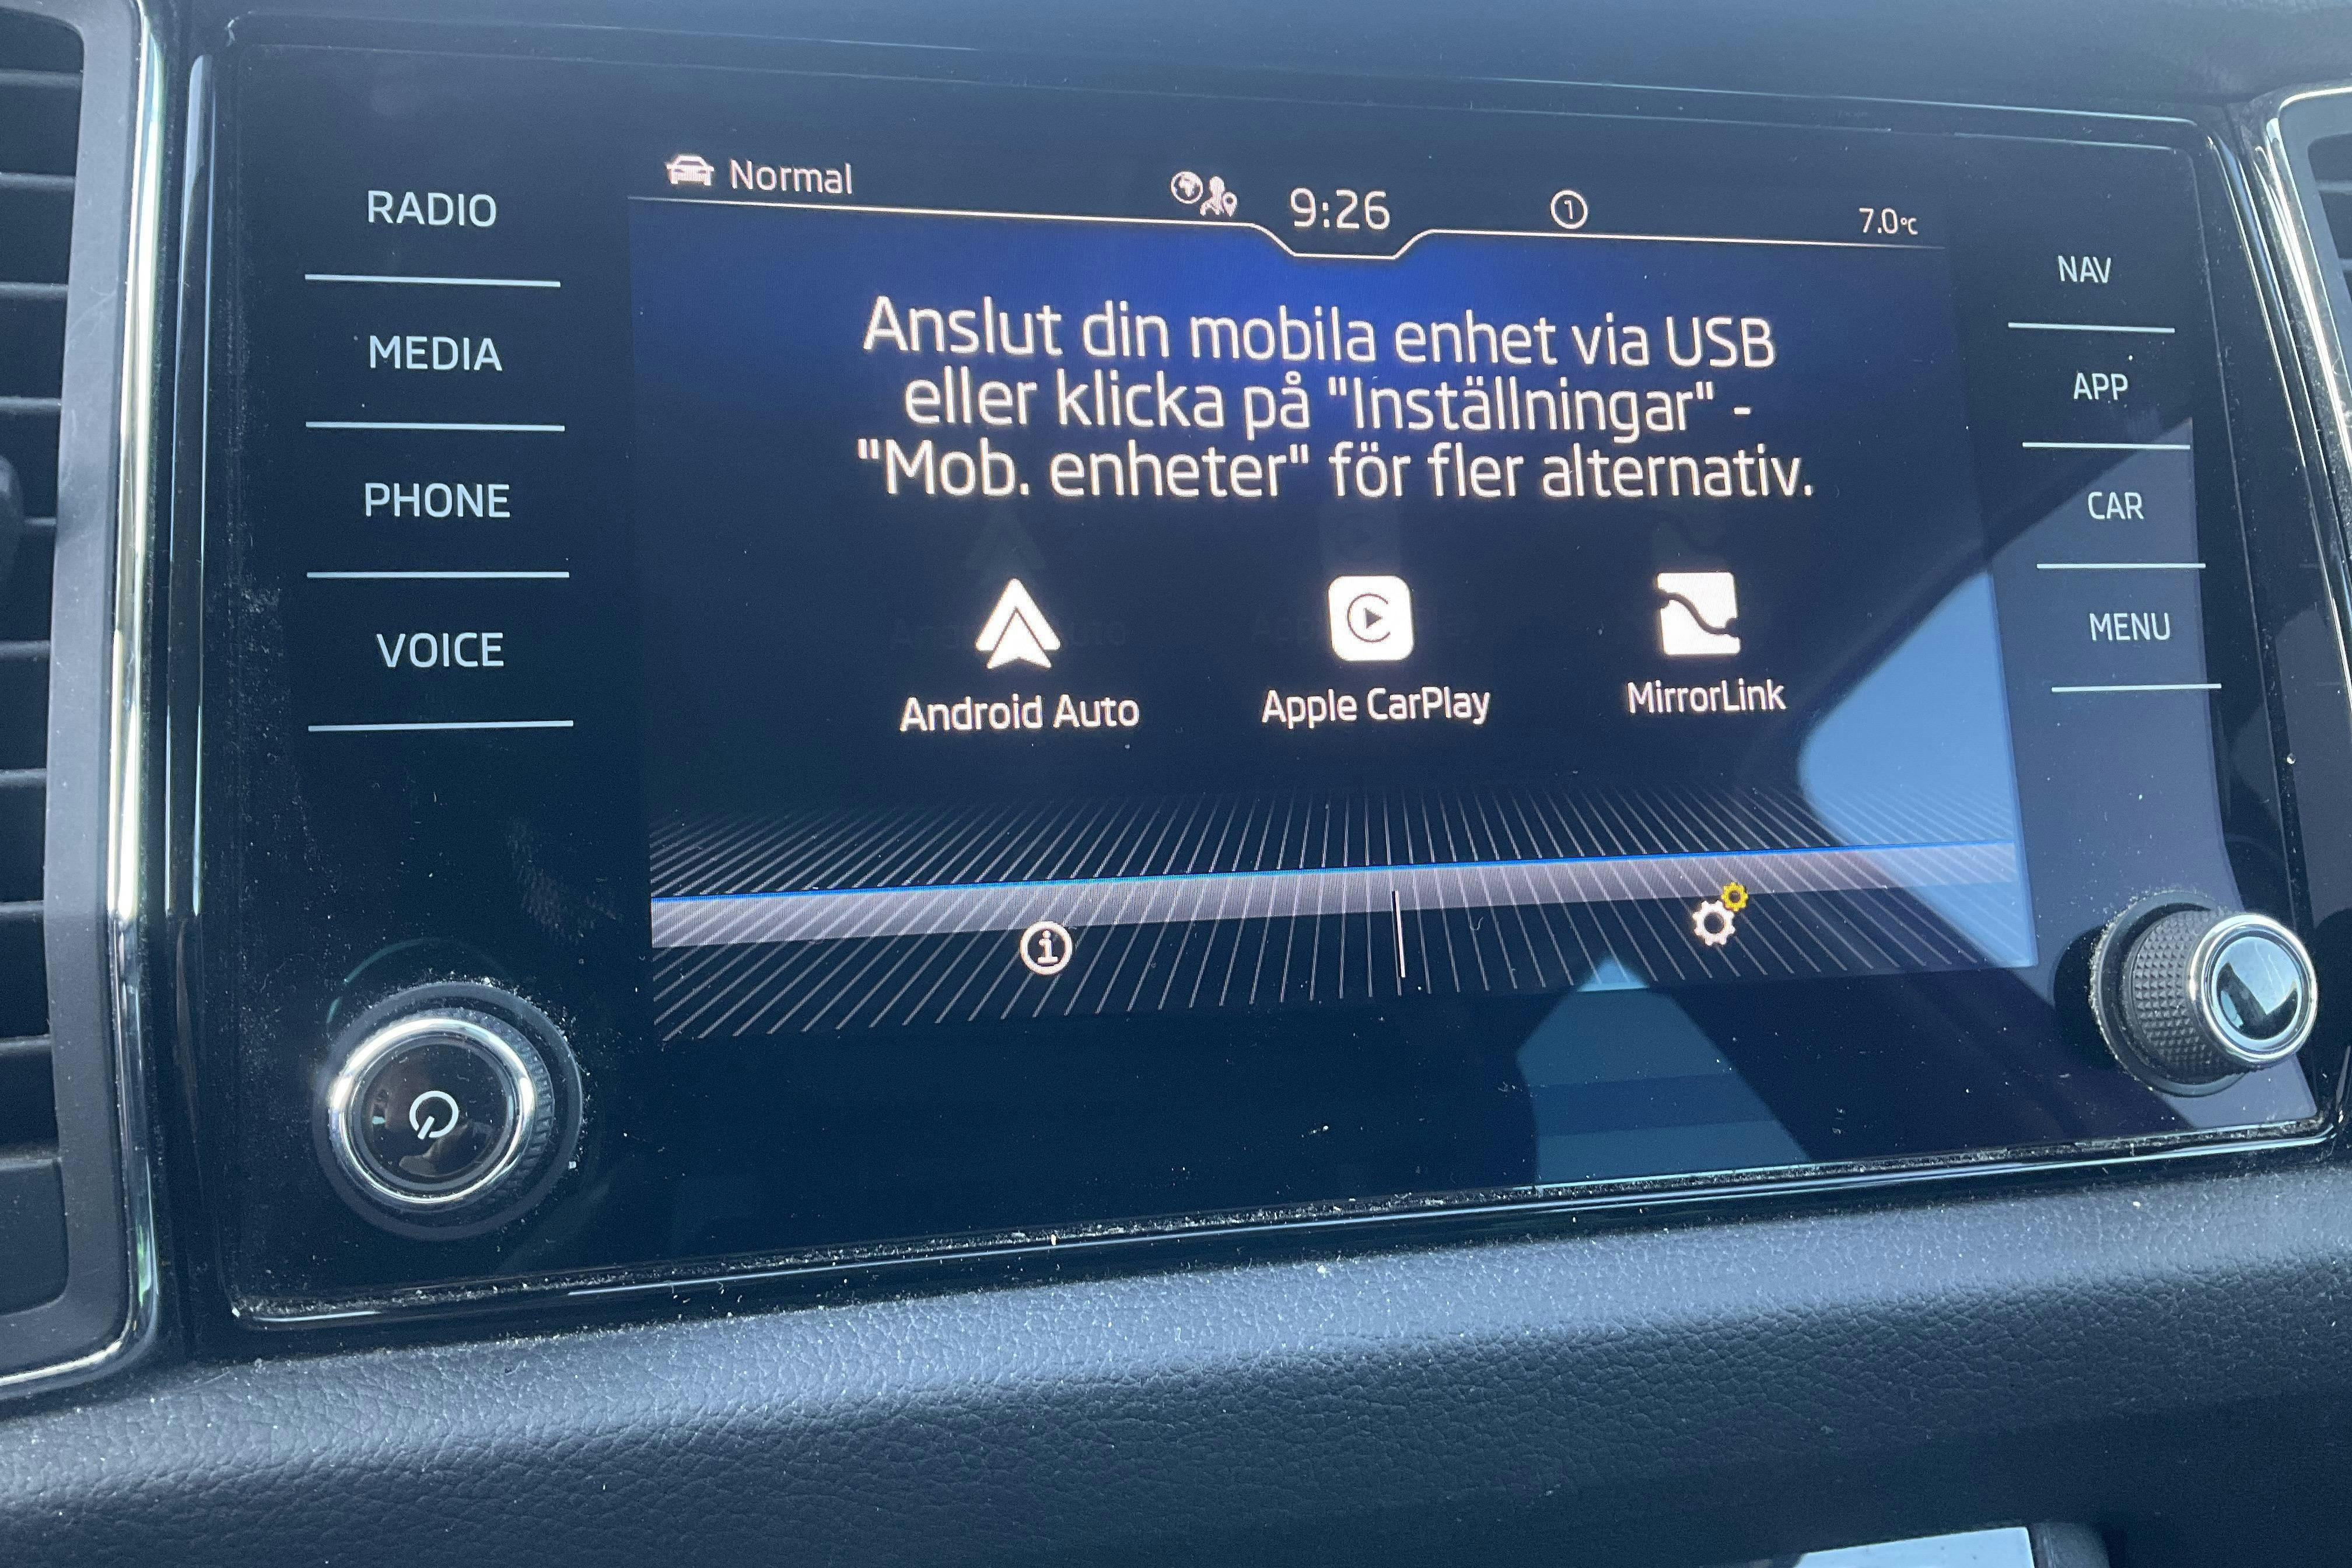 Normal
9:26
1
7.0°C
RADIO
MEDIA
PHONE
VOICE
Anslut din mobila enhet via USB
eller klicka på "Inställningar" -
"Mob. enheter" för fler alternativ.
Android Auto
Apple CarPlay
MirrorLink
NAV
APP
CAR
MENU